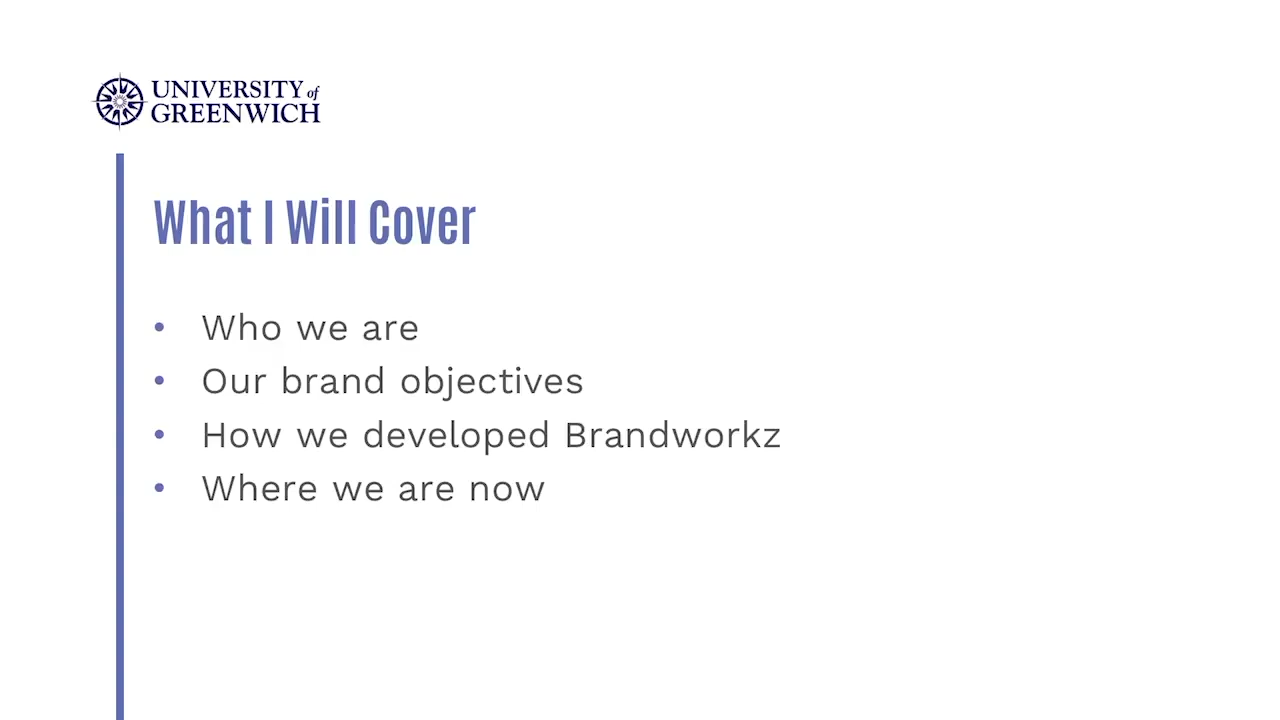 UNIVERSITY of
GREENWICH
What I Will Cover
• Who we are
• Our brand objectives
• How we developed Brandworkz
• Where we are now